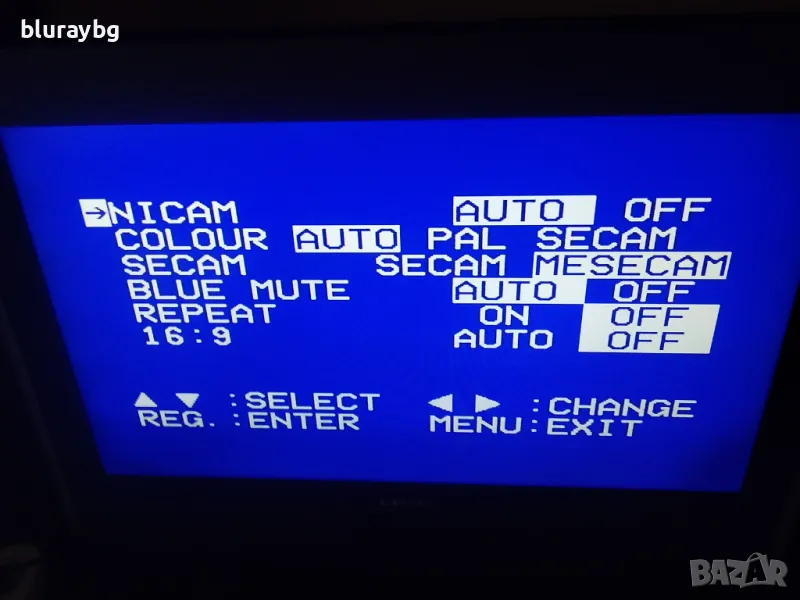 bluraybg
→NICAM AUTO OFF
COLOUR AUTO PAL SECAM
SECAM SECAM MESECAM
BLUE MUTE AUTO OFF
REPEAT ON OFF
16:9 AUTO OFF
▲ ▼ :SELECT ◀ ▶ :CHANGE
REG. :ENTER MENU:EXIT
BAZAR